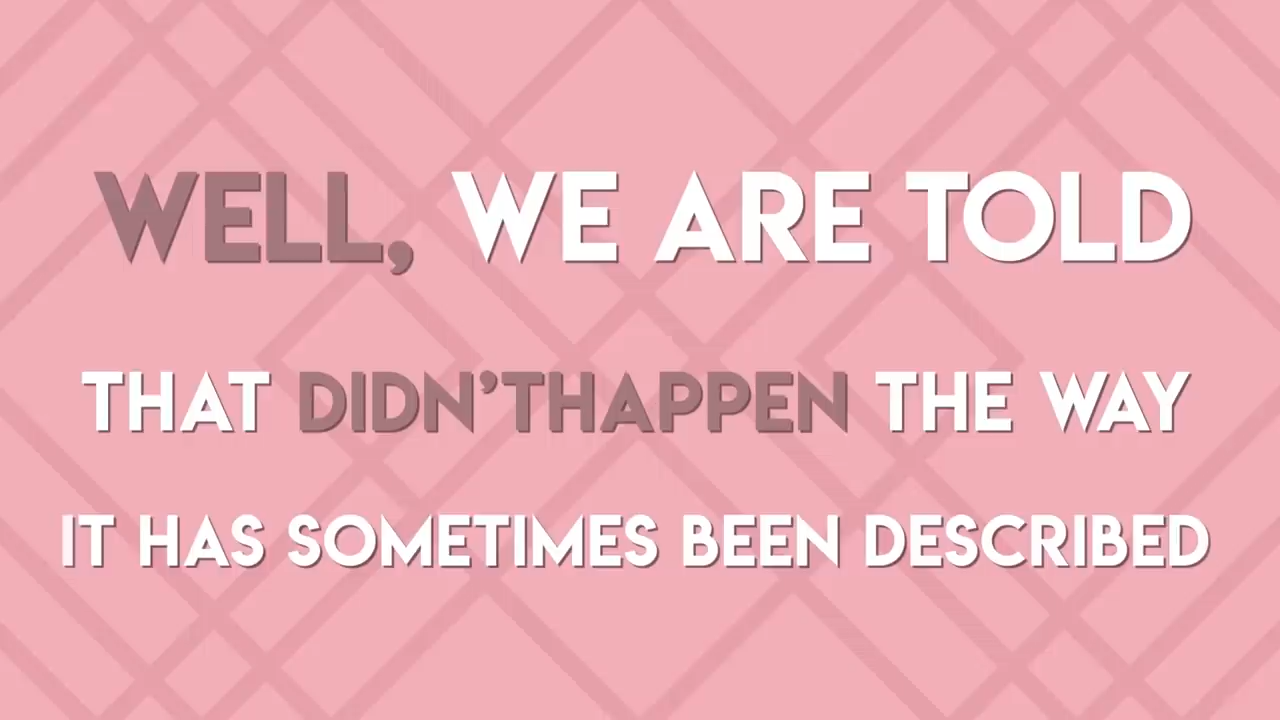 WELL, WE ARE TOLD
THAT DIDN'THAPPEN THE WAY
IT HAS SOMETIMES BEEN DESCRIBED